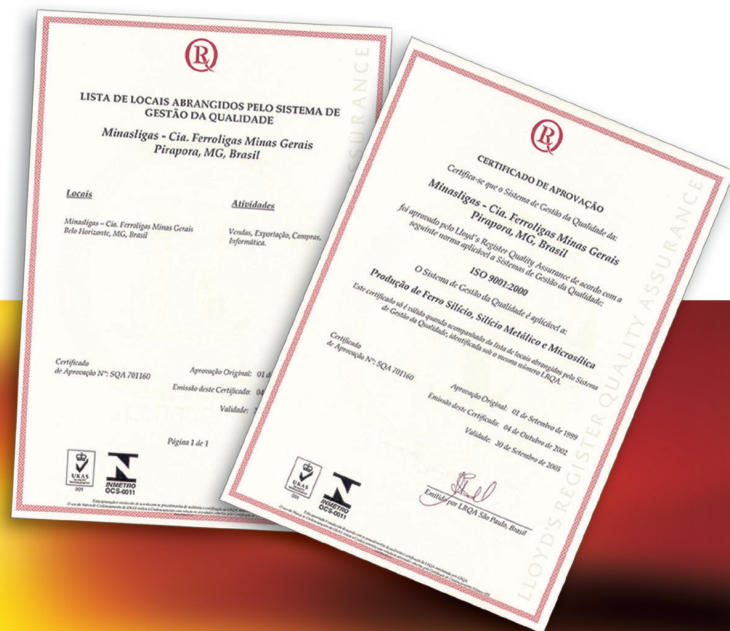 LISTA DE LOCAIS ABRANGIDOS PELO SISTEMA DE
GESTÃO DA QUALIDADE
Minasligas - Cia. Ferroligas Minas Gerais
Pirapora, MG, Brasil
Locais
Atividades
Minasligas – Cia. Ferroligas Minas Gerais
Belo Horizonte, MG, Brasil
Vendas, Exportação, Compras,
Informática.
Certificado
de Aprovação Nº: SQA 701160
Aprovação Original: 01
Emissão deste Certificado: 04
Validade:
Página 1 de 1
UKAS
001
INMETRO
OCS-0011
CERTIFICADO DE APROVAÇÃO
Certifica-se que o Sistema de Gestão da Qualidade da:
Minasligas - Cia. Ferroligas Minas Gerais
Pirapora, MG, Brasil
foi aprovado pelo Lloyd's Register Quality Assurance de acordo com a
seguinte norma aplicável a Sistemas de Gestão da Qualidade:
ISO 9001:2000
O Sistema de Gestão da Qualidade é aplicável a:
Produção de Ferro Silício, Silício Metálico e Microsílica
Este certificado só é válido quando acompanhado da lista de locais abrangidos pelo Sistema
de Gestão da Qualidade, identificada sob o mesmo número LRQA.
Certificado
de Aprovação Nº: SQA 701160
Aprovação Original: 01 de Setembro de 1999
Emissão deste Certificado: 04 de Outubro de 2002
Validade: 30 de Setembro de 2005
Emitido por LRQA São Paulo, Brasil
UKAS
001
INMETRO
OCS-0011
LLOYD'S REGISTER QUALITY ASSURANCE